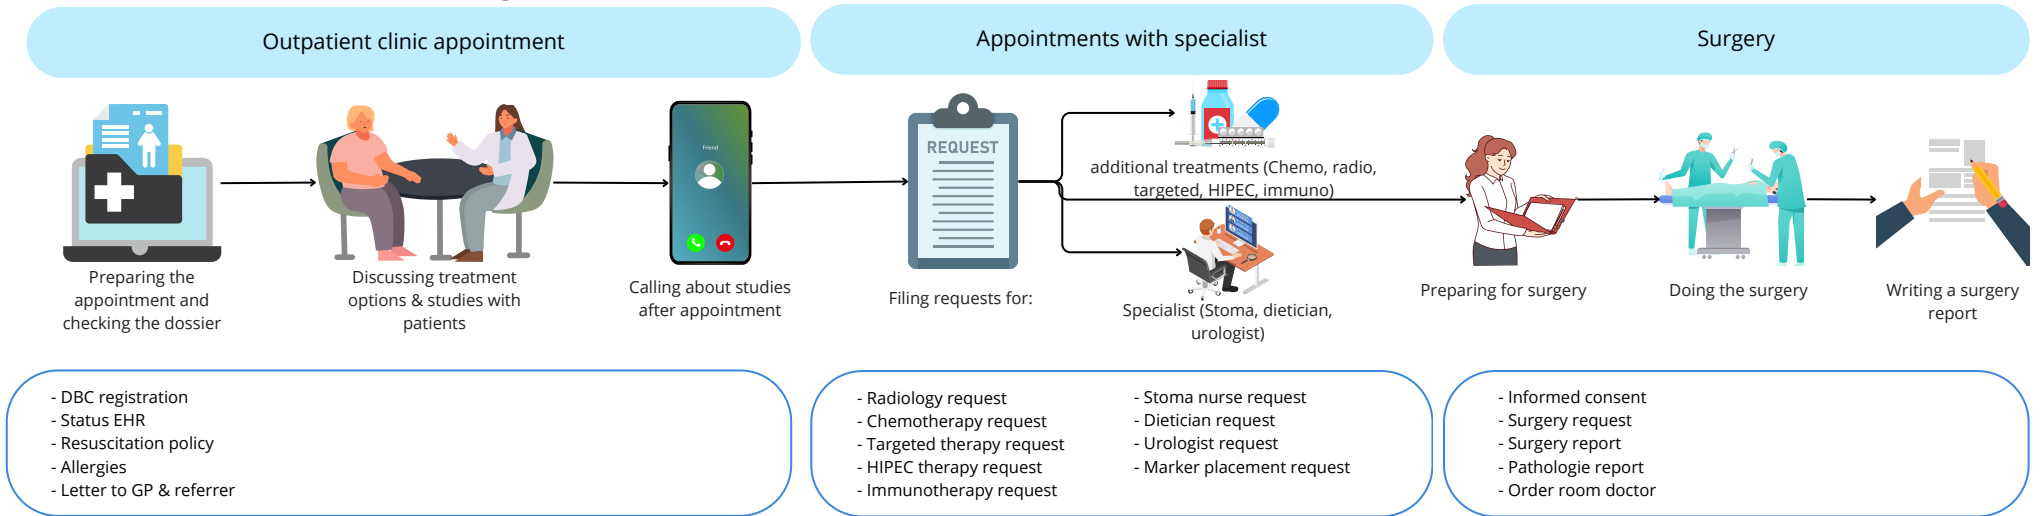 Outpatient clinic appointment
Appointments with specialist
Surgery
Friend
REQUEST
additional treatments (Chemo, radio,
targeted, HIPEC, immuno)
Preparing the
appointment and
checking the dossier
Discussing treatment
options & studies with
patients
Calling about studies
after appointment
Filing requests for:
Specialist (Stoma, dietician,
urologist)
Preparing for surgery
Doing the surgery
Writing a surgery
report
- DBC registration
- Status EHR
- Resuscitation policy
- Allergies
- Letter to GP & referrer
- Radiology request
- Chemotherapy request
- Targeted therapy request
- HIPEC therapy request
- Immunotherapy request
- Stoma nurse request
- Dietician request
- Urologist request
- Marker placement request
- Informed consent
- Surgery request
- Surgery report
- Pathologie report
- Order room doctor